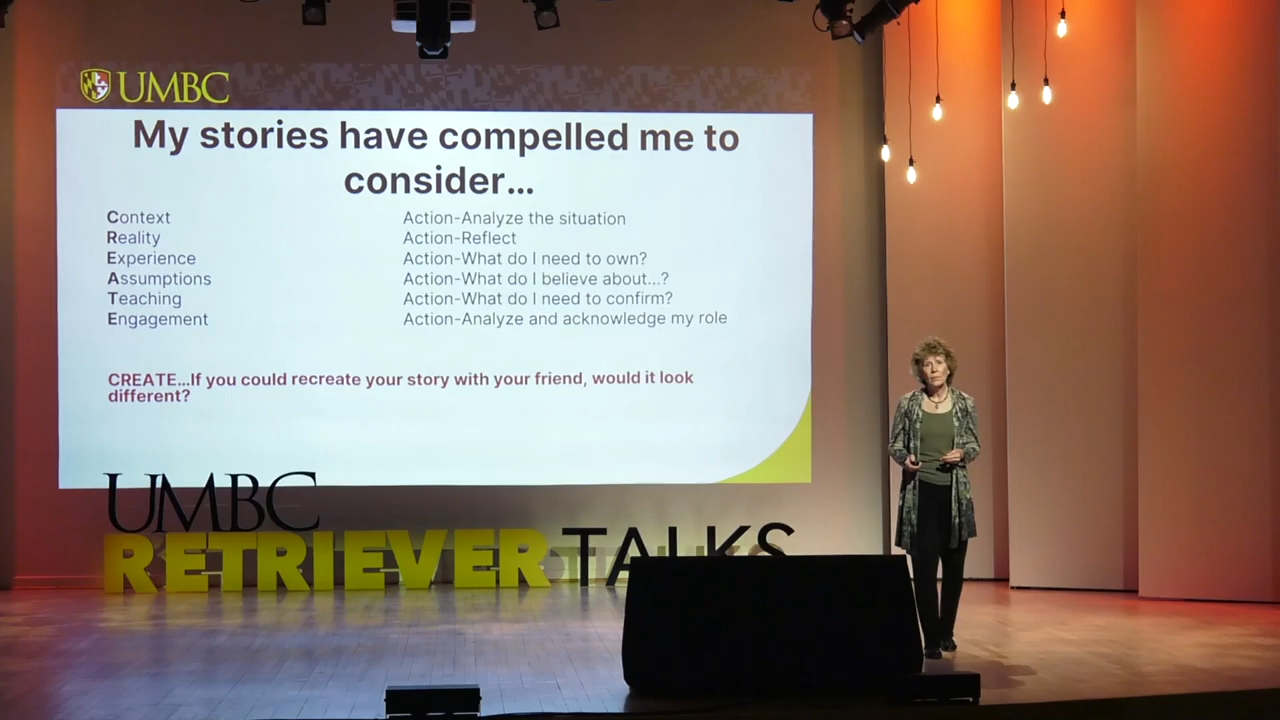 UMBC
My stories have compelled me to
consider...
Context Action-Analyze the situation
Reality Action-Reflect
Experience Action-What do I need to own?
Assumptions Action-What do I believe about...?
Teaching Action-What do I need to confirm?
Engagement Action-Analyze and acknowledge my role
CREATE...If you could recreate your story with your friend, would it look
different?
UMBC
RETRIEVER TALKS